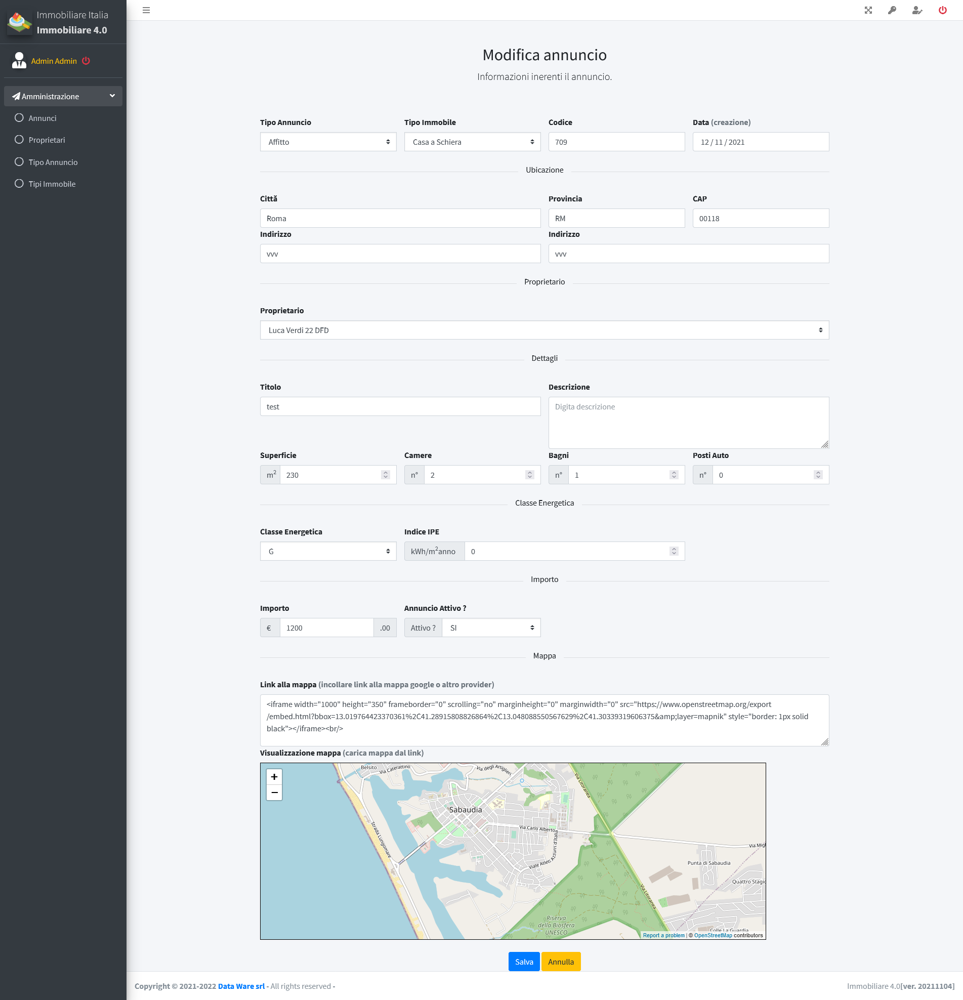 Immobiliare Italia
Immobiliare 4.0
Admin Admin
Amministrazione
Annunci
Proprietari
Tipo Annuncio
Tipi Immobile
Modifica annuncio
Informazioni inerenti il annuncio.
Tipo Annuncio Tipo Immobile Codice Data (creazione)
Affitto Casa a Schiera 709 12 / 11 / 2021
Ubicazione
Cittă Provincia CAP
Roma RM 00118
Indirizzo Indirizzo
vvv vvv
Proprietario
Proprietario
Luca Verdi 22 DFD
Dettagli
Titolo Descrizione
test Digita descrizione
Superficie Camere Bagni Posti Auto
m² 230 n° 2 n° 1 n° 0
Classe Energetica
Classe Energetica Indice IPE
G kWh/m²anno 0
Importo
Importo Annuncio Attivo ?
€ 1200 .00 Attivo ? SI
Mappa
Link alla mappa (incollare link alla mappa google o altro provider)
<iframe width="1000" height="350" frameborder="0" scrolling="no" marginheight="0" marginwidth="0" src="https://www.openstreetmap.org/export
/embed.html?bbox=13.019764423370361%2C41.28915808826864%2C13.048088550567629%2C41.30339319606375&amp;layer=mapnik" style="border: 1px solid
black"></iframe><br/>
Visualizzazione mappa (carica mappa dal link)
+
−
Belsito
Via Caterattino
Via degli Artiglieri
Via Litoranea
Sabaudia
Strada Lungomare
Via Carlo Alberto
Viale Atleti Azzurri d'Italia
Via Migl
Punta di Sabaudia
Quattro Stagio
Via Litoranea
Riserva
della Biosfera
UNESCO
Colle La Guardia
Report a problem | © OpenStreetMap contributors
Salva Annulla
Copyright © 2021-2022 Data Ware srl - All rights reserved - Immobiliare 4.0[ver. 20211104]